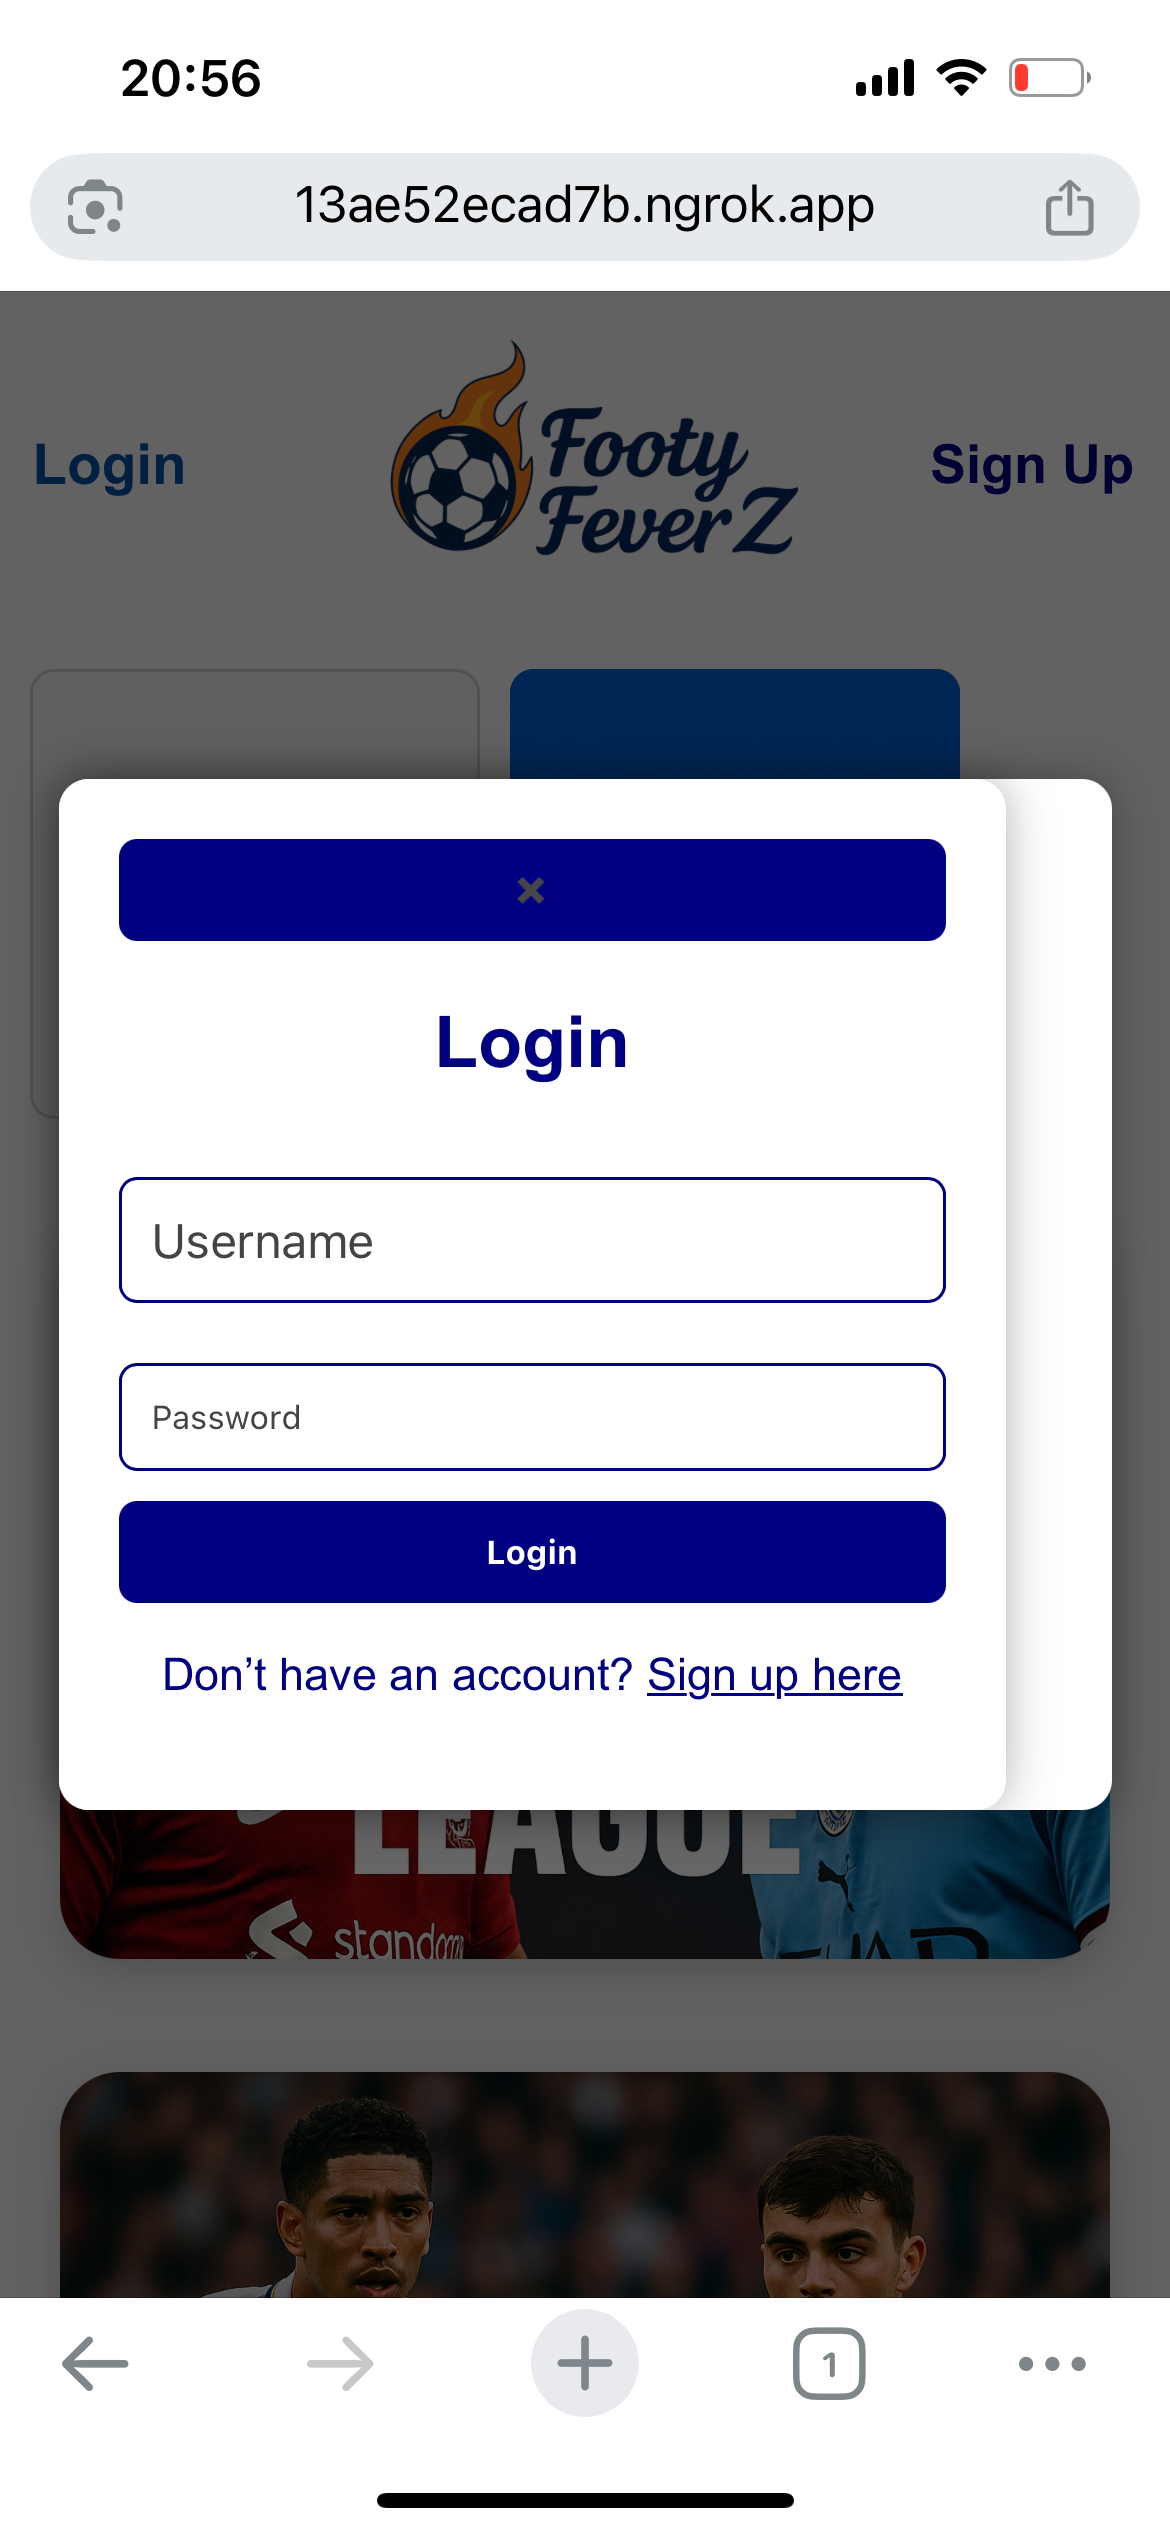 20:56
13ae52ecad7b.ngrok.app
Login
Footy
FeverZ
Sign Up
×
Login
Username
Password
Login
Don’t have an account? Sign up here
LEAGUE
1